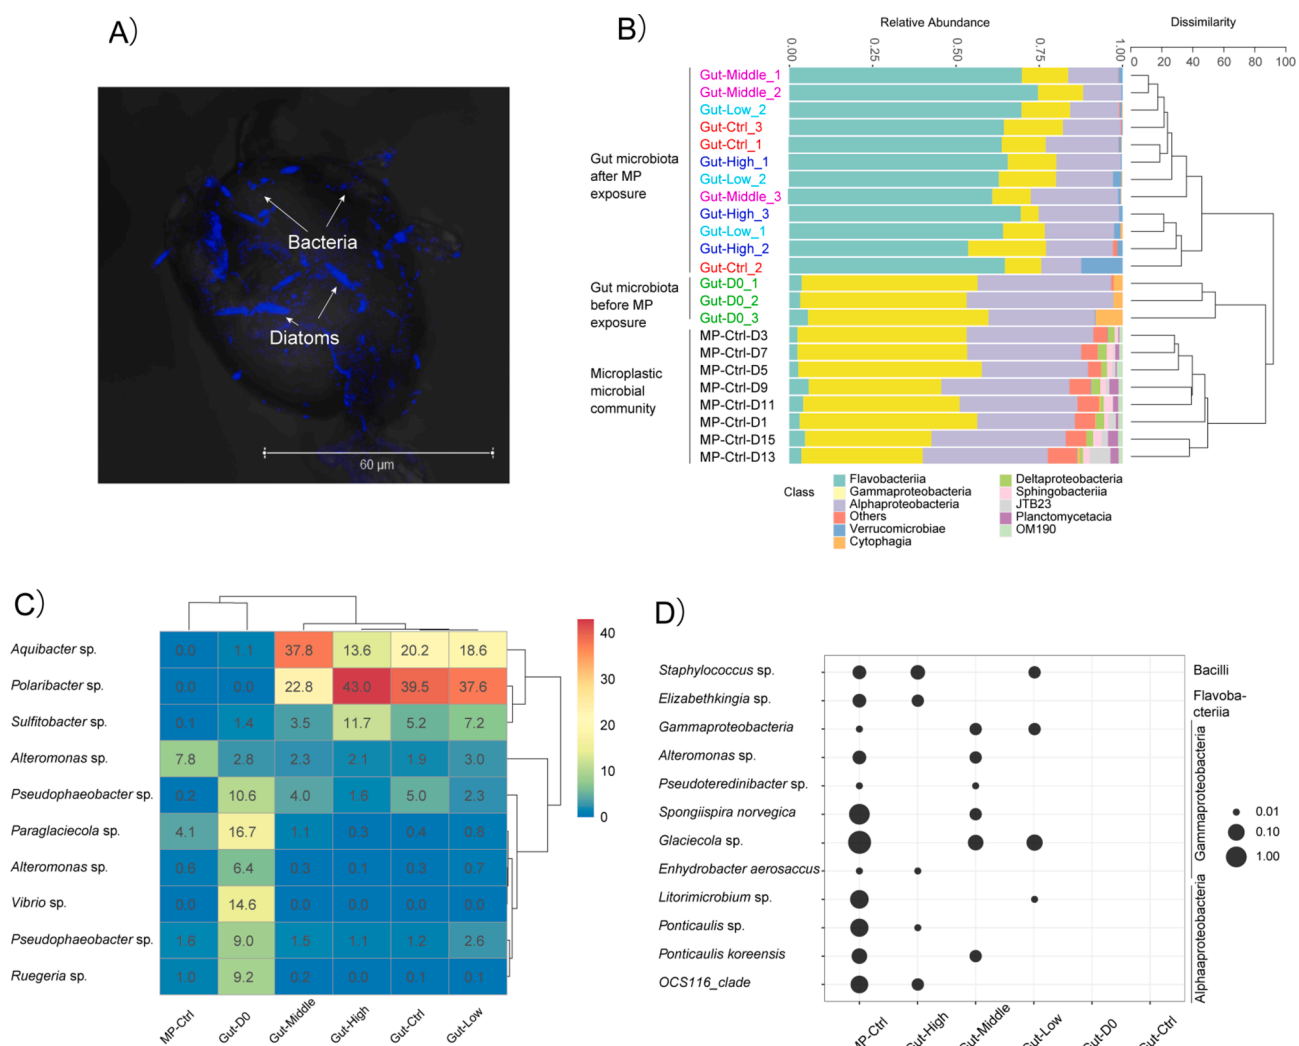 A)
Bacteria
Diatoms
60 µm
B)
Relative Abundance
Dissimilarity
0.00
0.25
0.50
0.75
1.00
0 20 40 60 80 100
Gut microbiota
after MP
exposure
Gut microbiota
before MP
exposure
Microplastic
microbial
community
Gut-Middle_1
Gut-Middle_2
Gut-Low_2
Gut-Ctrl_3
Gut-Ctrl_1
Gut-High_1
Gut-Low_2
Gut-Middle_3
Gut-High_3
Gut-Low_1
Gut-High_2
Gut-Ctrl_2
Gut-D0_1
Gut-D0_2
Gut-D0_3
MP-Ctrl-D3
MP-Ctrl-D7
MP-Ctrl-D5
MP-Ctrl-D9
MP-Ctrl-D11
MP-Ctrl-D1
MP-Ctrl-D15
MP-Ctrl-D13
Class
Flavobacteriia
Gammaproteobacteria
Alphaproteobacteria
Others
Verrucomicrobiae
Cytophagia
Deltaproteobacteria
Sphingobacteriia
JTB23
Planctomycetacia
OM190
C)
Aquibacter sp. 0.0 1.1 37.8 13.6 20.2 18.6
Polaribacter sp. 0.0 0.0 22.8 43.0 39.5 37.6
Sulfitobacter sp. 0.1 1.4 3.5 11.7 5.2 7.2
Alteromonas sp. 7.8 2.8 2.3 2.1 1.9 3.0
Pseudophaeobacter sp. 0.2 10.6 4.0 1.6 5.0 2.3
Paraglaciecola sp. 4.1 16.7 1.1 0.3 0.4 0.8
Alteromonas sp. 0.6 6.4 0.3 0.1 0.3 0.7
Vibrio sp. 0.0 14.6 0.0 0.0 0.0 0.0
Pseudophaeobacter sp. 1.6 9.0 1.5 1.1 1.2 2.6
Ruegeria sp. 1.0 9.2 0.2 0.0 0.1 0.1
MP-Ctrl
Gut-D0
Gut-Middle
Gut-High
Gut-Ctrl
Gut-Low
40
30
20
10
0
D)
Staphylococcus sp.
Elizabethkingia sp.
Gammaproteobacteria
Alteromonas sp.
Pseudoteredinibacter sp.
Spongiispira norvegica
Glaciecola sp.
Enhydrobacter aerosaccus
Litorimicrobium sp.
Ponticaulis sp.
Ponticaulis koreensis
OCS116_clade
MP-Ctrl
Gut-High
Gut-Middle
Gut-Low
Gut-D0
Gut-Ctrl
Bacilli
Flavoba-
cteriia
Gammaproteobacteria
Alphaaproteobacteria
0.01
0.10
1.00